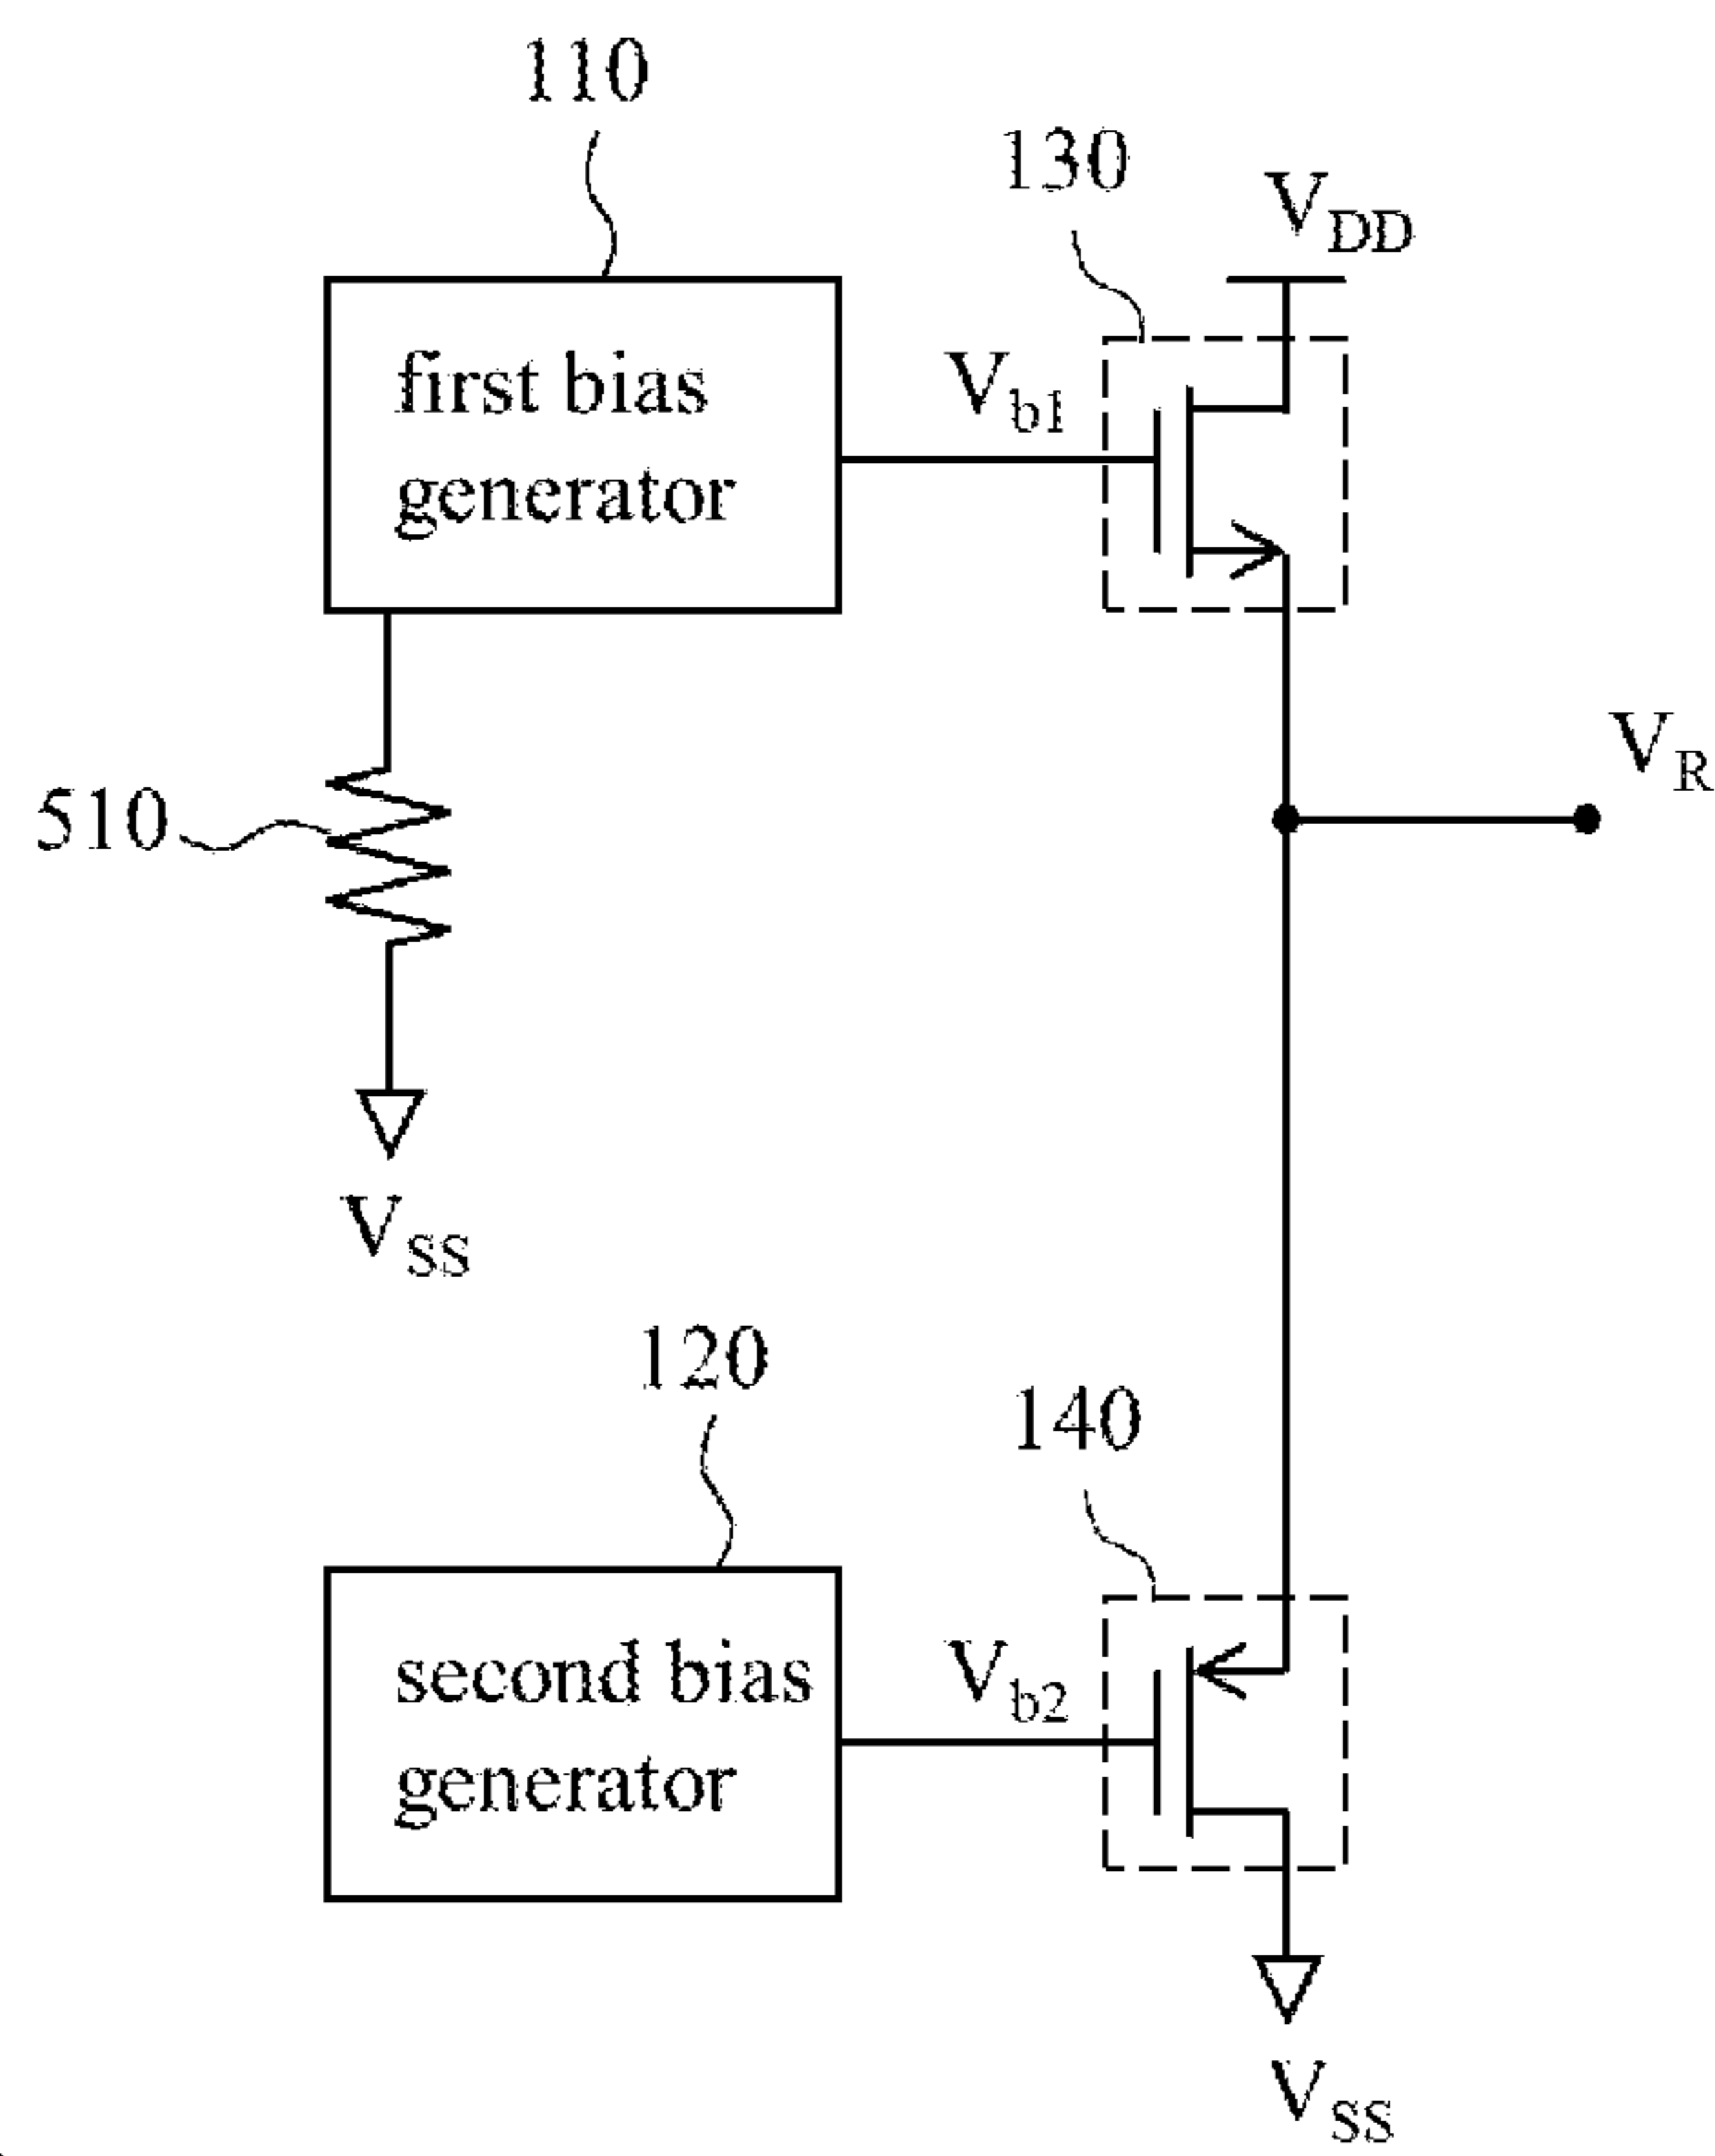 110
130
VDD
first bias
generator
Vb1
VR
510
VSS
120
140
second bias
generator
Vb2
VSS